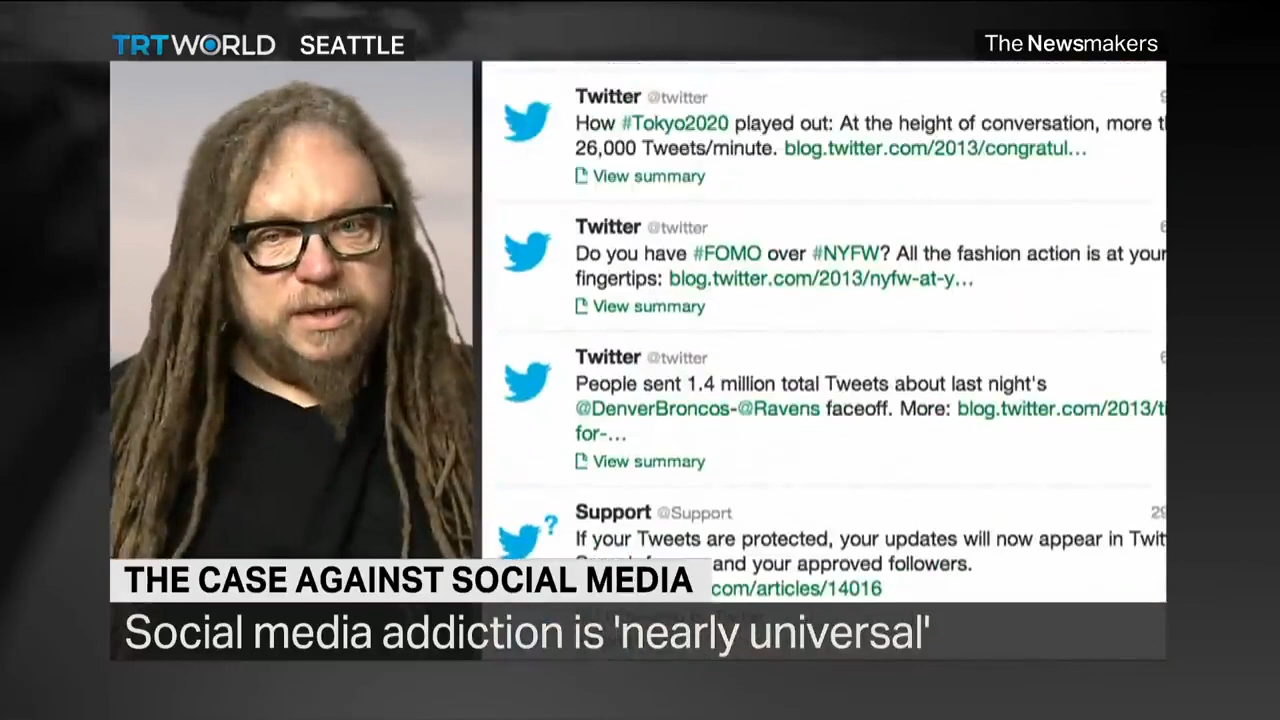 TRT WORLD SEATTLE
The Newsmakers
Twitter @twitter
How #Tokyo2020 played out: At the height of conversation, more
26,000 Tweets/minute. blog.twitter.com/2013/congratul...
View summary
Twitter @twitter
Do you have #FOMO over #NYFW? All the fashion action is at your
fingertips: blog.twitter.com/2013/nyfw-at-y...
View summary
Twitter @twitter
People sent 1.4 million total Tweets about last night's
@DenverBroncos-@Ravens faceoff. More: blog.twitter.com/2013/ti
for-...
View summary
Support @Support
If your Tweets are protected, your updates will now appear in Twit
and your approved followers.
com/articles/14016
THE CASE AGAINST SOCIAL MEDIA
Social media addiction is 'nearly universal'